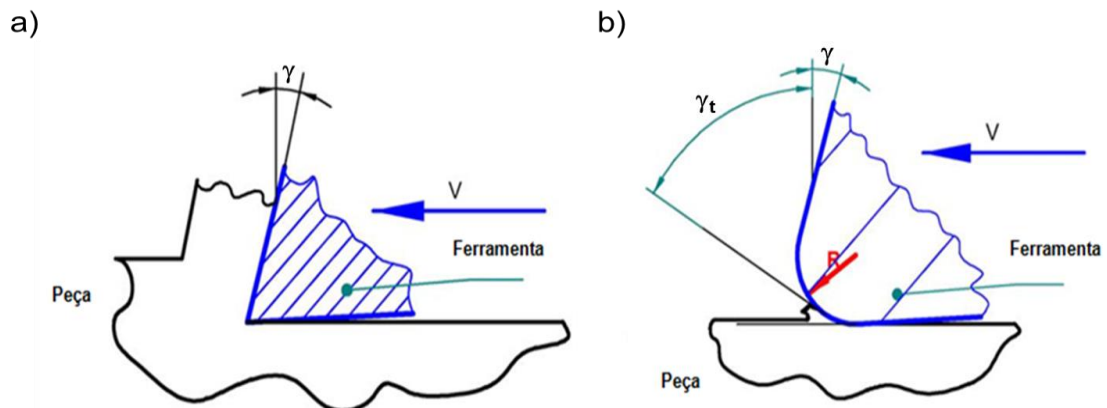 a)
γ
V
Ferramenta
Peça
b)
γ
γt
V
R
Ferramenta
Peça